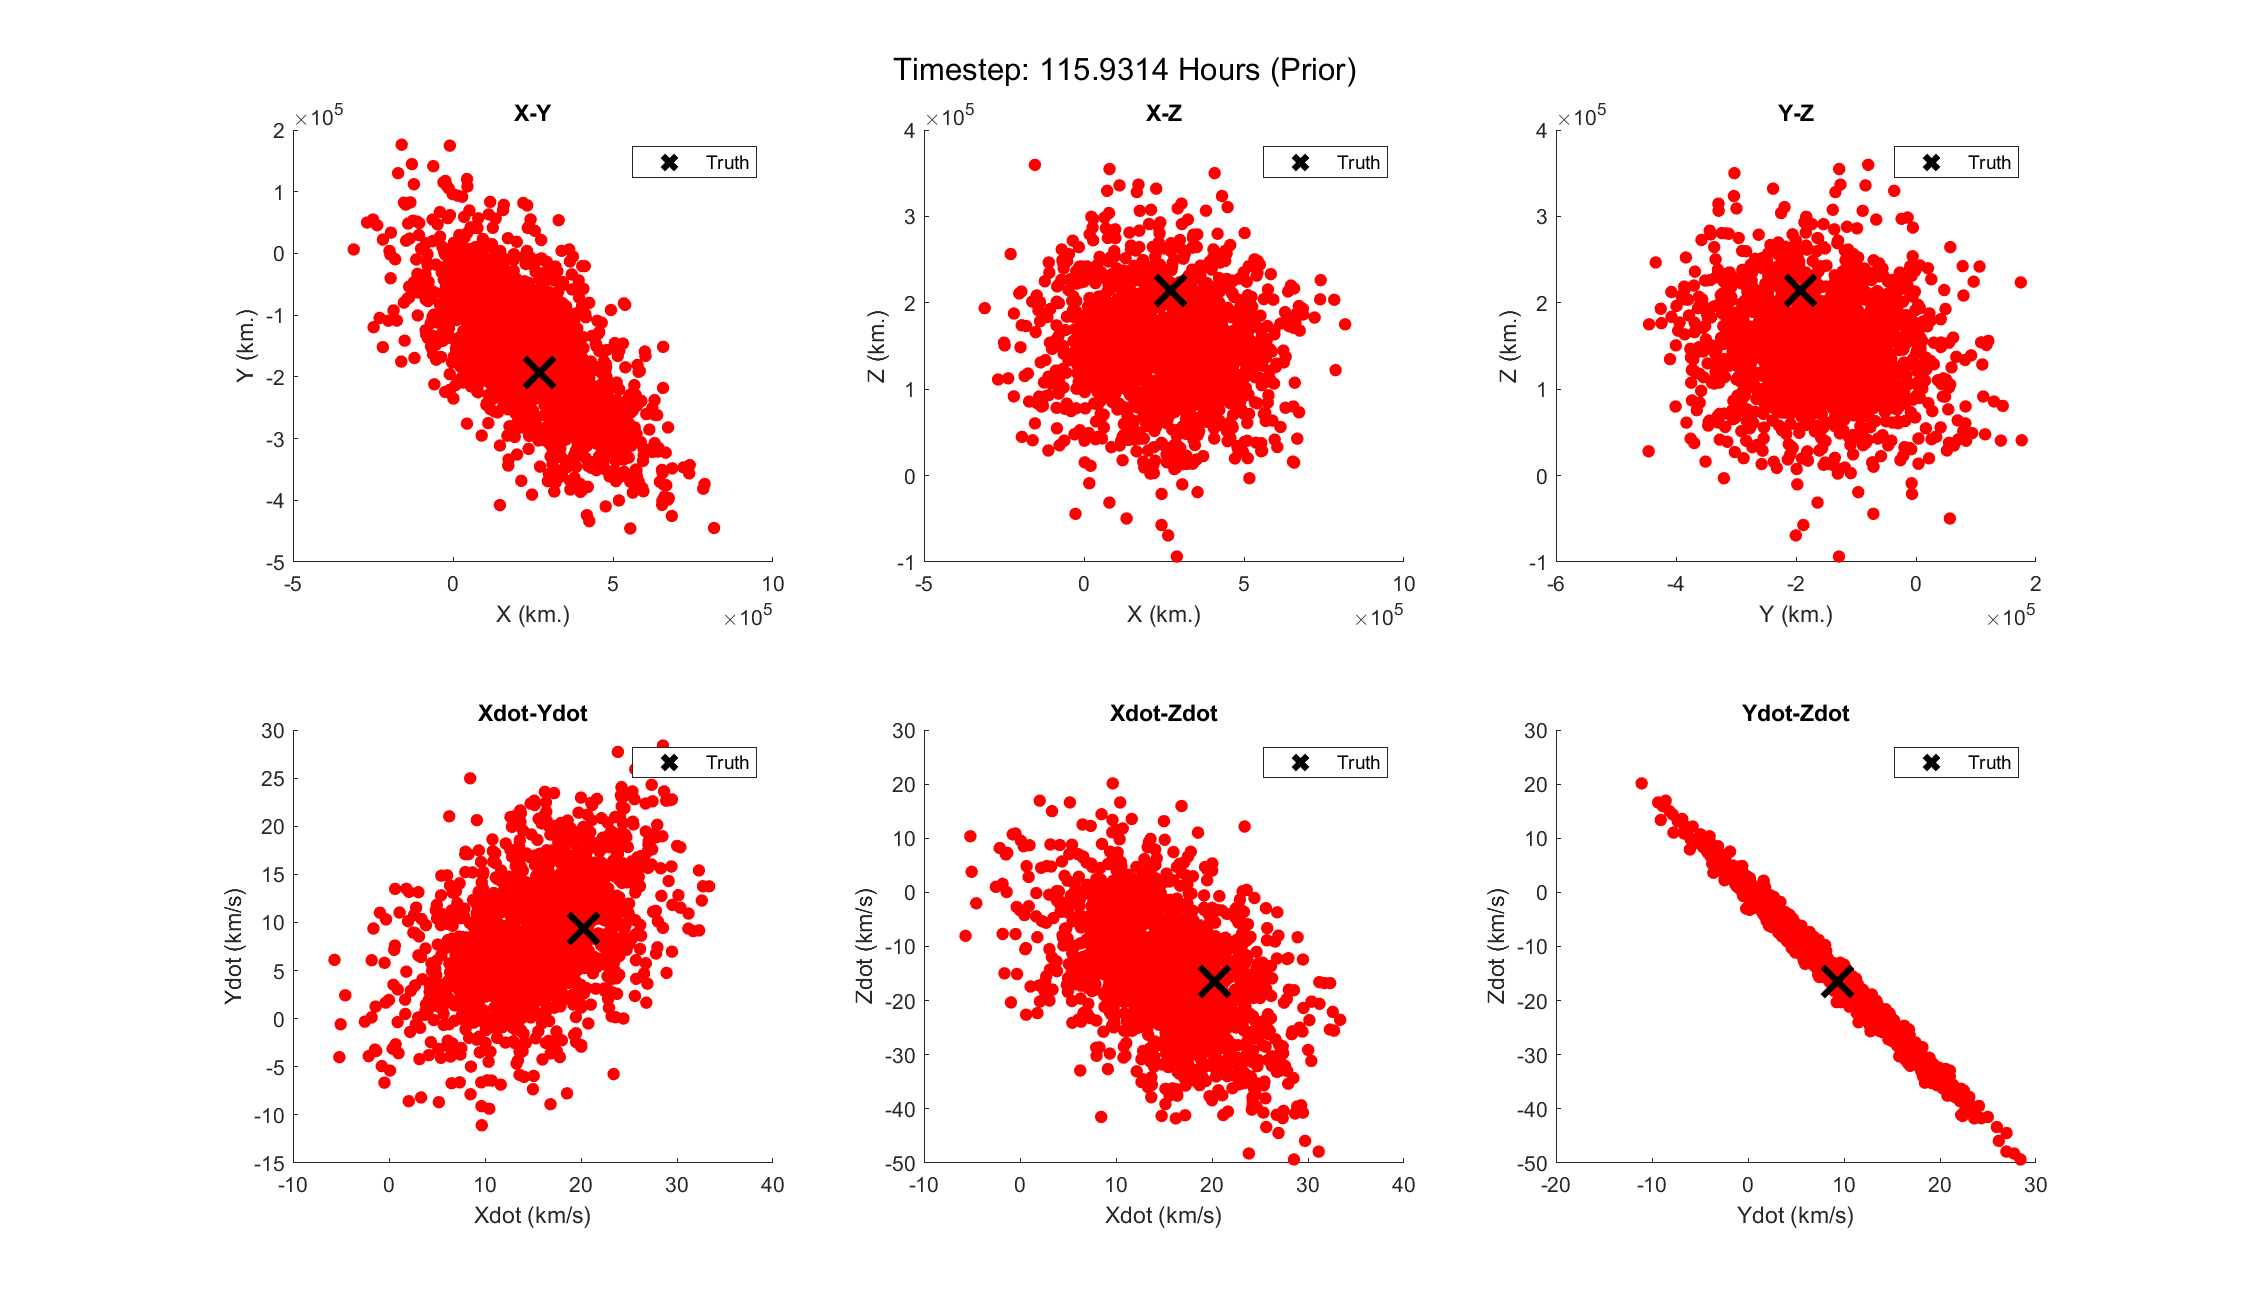 Timestep: 115.9314 Hours (Prior)
X-Y
×10^5
2
1
0
-1
-2
-3
-4
-5
Y (km.)
Truth
-5 0 5 10
X (km.)
×10^5
X-Z
×10^5
4
3
2
1
0
-1
Z (km.)
Truth
-5 0 5 10
X (km.)
×10^5
Y-Z
×10^5
4
3
2
1
0
-1
Z (km.)
Truth
-6 -4 -2 0 2
Y (km.)
×10^5
Xdot-Ydot
30
25
20
15
10
5
0
-5
-10
-15
Ydot (km/s)
Truth
-10 0 10 20 30 40
Xdot (km/s)
Xdot-Zdot
30
20
10
0
-10
-20
-30
-40
-50
Zdot (km/s)
Truth
-10 0 10 20 30 40
Xdot (km/s)
Ydot-Zdot
30
20
10
0
-10
-20
-30
-40
-50
Zdot (km/s)
Truth
-20 -10 0 10 20 30
Ydot (km/s)